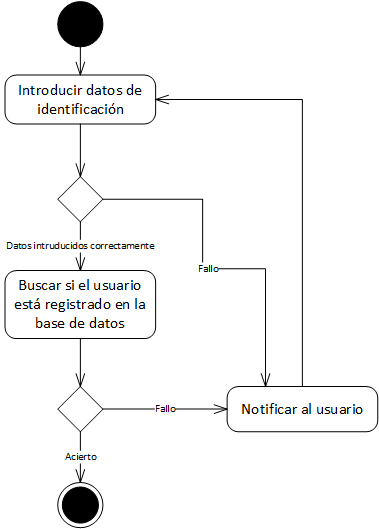 Introducir datos de
identificación
Datos intruducidos correctamente
Fallo
Buscar si el usuario
está registrado en la
base de datos
Fallo
Notificar al usuario
Acierto